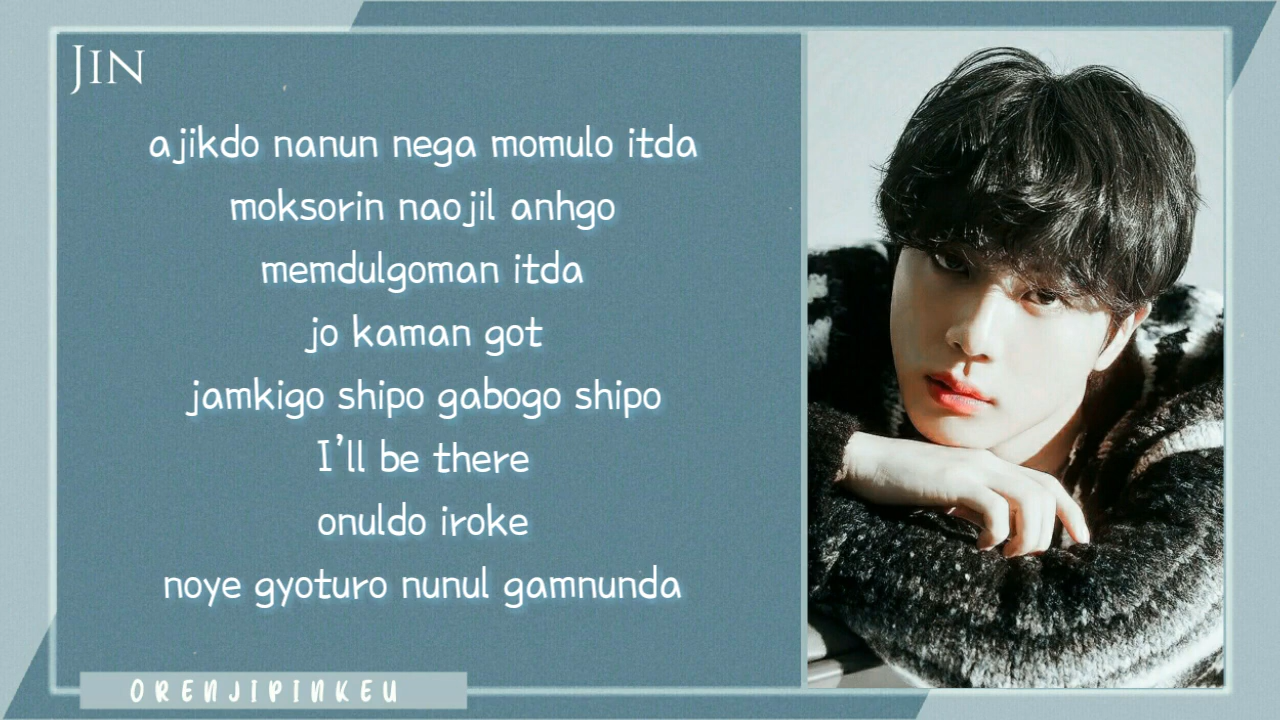 JIN
ajikdo nanun nega momulo itda
moksorin naojil anhgo
memdulgoman itda
jo kaman got
jamkigo shipo gabogo shipo
I'll be there
onuldo iroke
noye gyoturo nunul gamnunda
ORENJIPINKEU